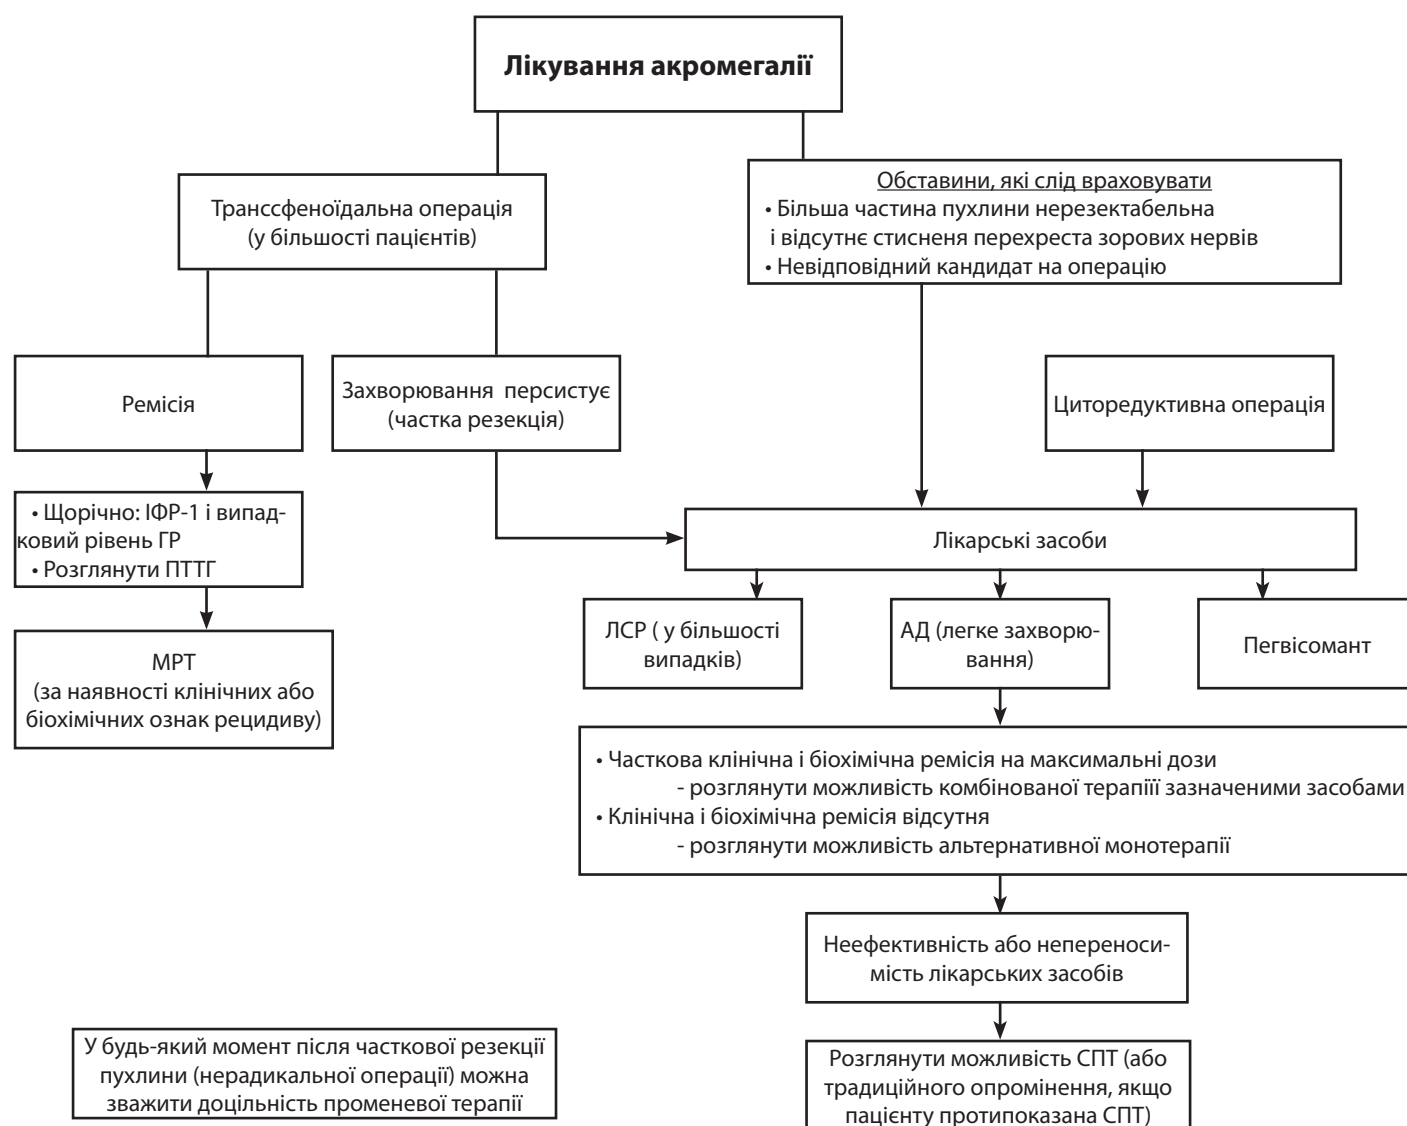 Лікування акромегалії
Транссфеноїдальна операція
(у більшості пацієнтів)
Обставини, які слід враховувати
• Більша частина пухлини нерезектабельна
і відсутнє стисненя перехреста зорових нервів
• Невідповідний кандидат на операцію
Ремісія
Захворювання персистує
(частка резекція)
Циторедуктивна операція
• Щорічно: ІФР-1 і випад-
ковий рівень ГР
• Розглянути ПТТГ
Лікарські засоби
МРТ
(за наявності клінічних або
біохімічних ознак рецидиву)
ЛСР ( у більшості
випадків)
АД (легке захворю-
вання)
Пегвісомант
• Часткова клінічна і біохімічна ремісія на максимальні дози
- розглянути можливість комбінованої терапіїї зазначеними засобами
• Клінічна і біохімічна ремісія відсутня
- розглянути можливість альтернативної монотерапії
Неефективність або непереноси-
мість лікарських засобів
У будь-який момент після часткової резекції
пухлини (нерадикальної операції) можна
зважити доцільність променевої терапії
Розглянути можливість СПТ (або
традиційного опромінення, якщо
пацієнту протипоказана СПТ)